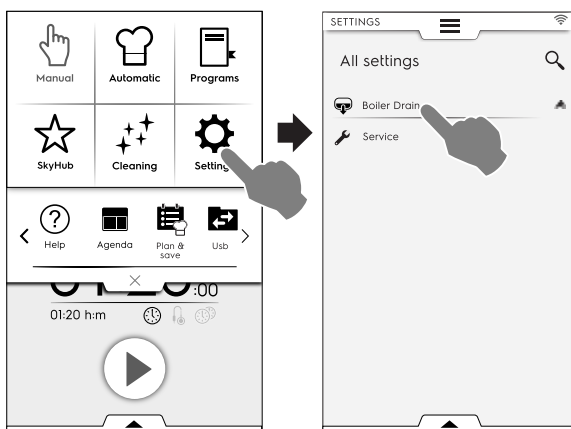 Manual Automatic Programs
SkyHub Cleaning Setting
Help Agenda Plan & save Usb
:00
01:20 h:m
SETTINGS
All settings
Boiler Drain
Service